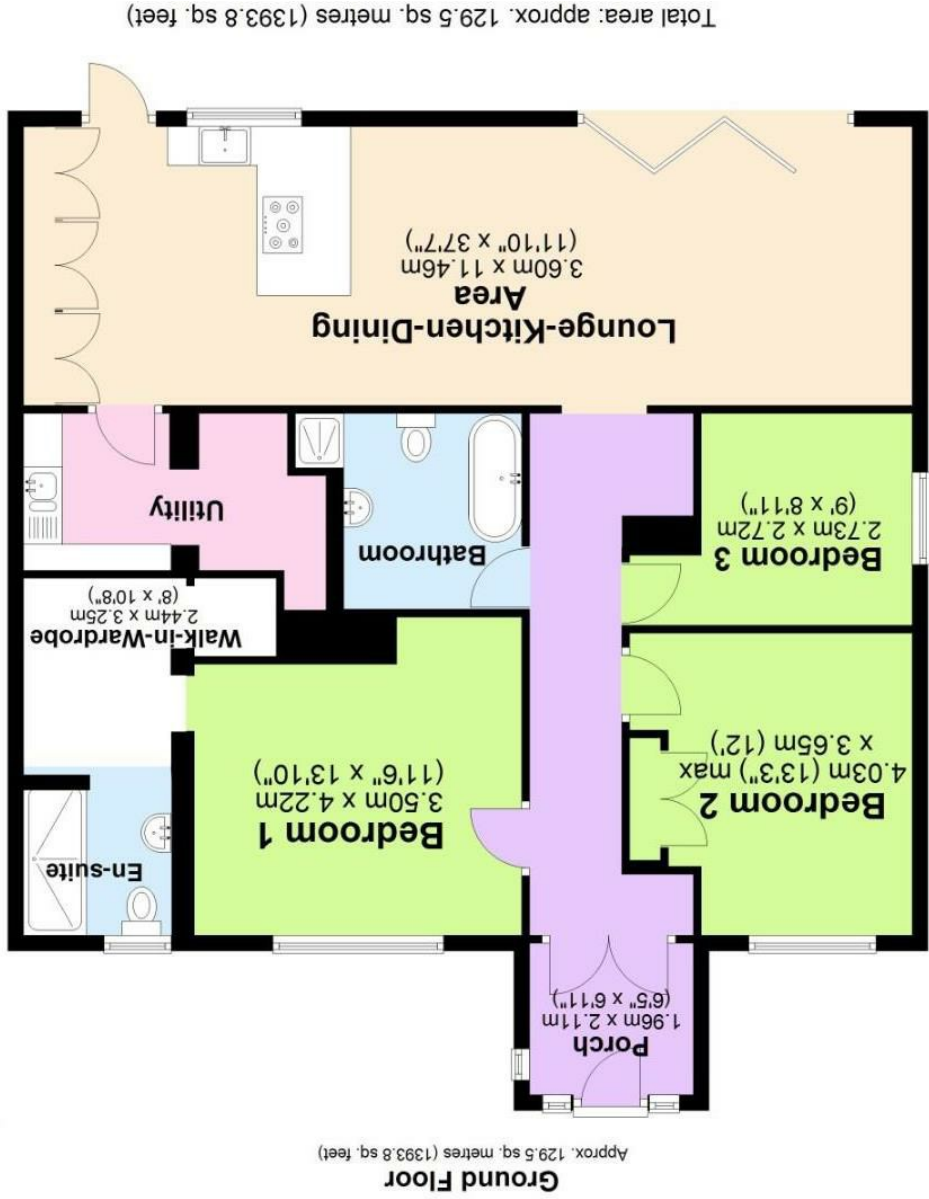 Ground Floor
Approx. 129.5 sq. metres (1393.8 sq. feet)
Porch
1.96m x 2.11m
(6'5" x 6'11")
Bedroom 2
4.03m (13'3") max
x 3.65m (12')
Bedroom 1
3.50m x 4.22m
(11'6" x 13'10")
En-suite
Walk-in-Wardrobe
2.44m x 3.25m
(8' x 10'8")
Bedroom 3
2.73m x 2.72m
(9' x 8'11")
Bathroom
Utility
Lounge-Kitchen-Dining
Area
3.60m x 11.46m
(11'10" x 37'7")
Total area: approx. 129.5 sq. metres (1393.8 sq. feet)